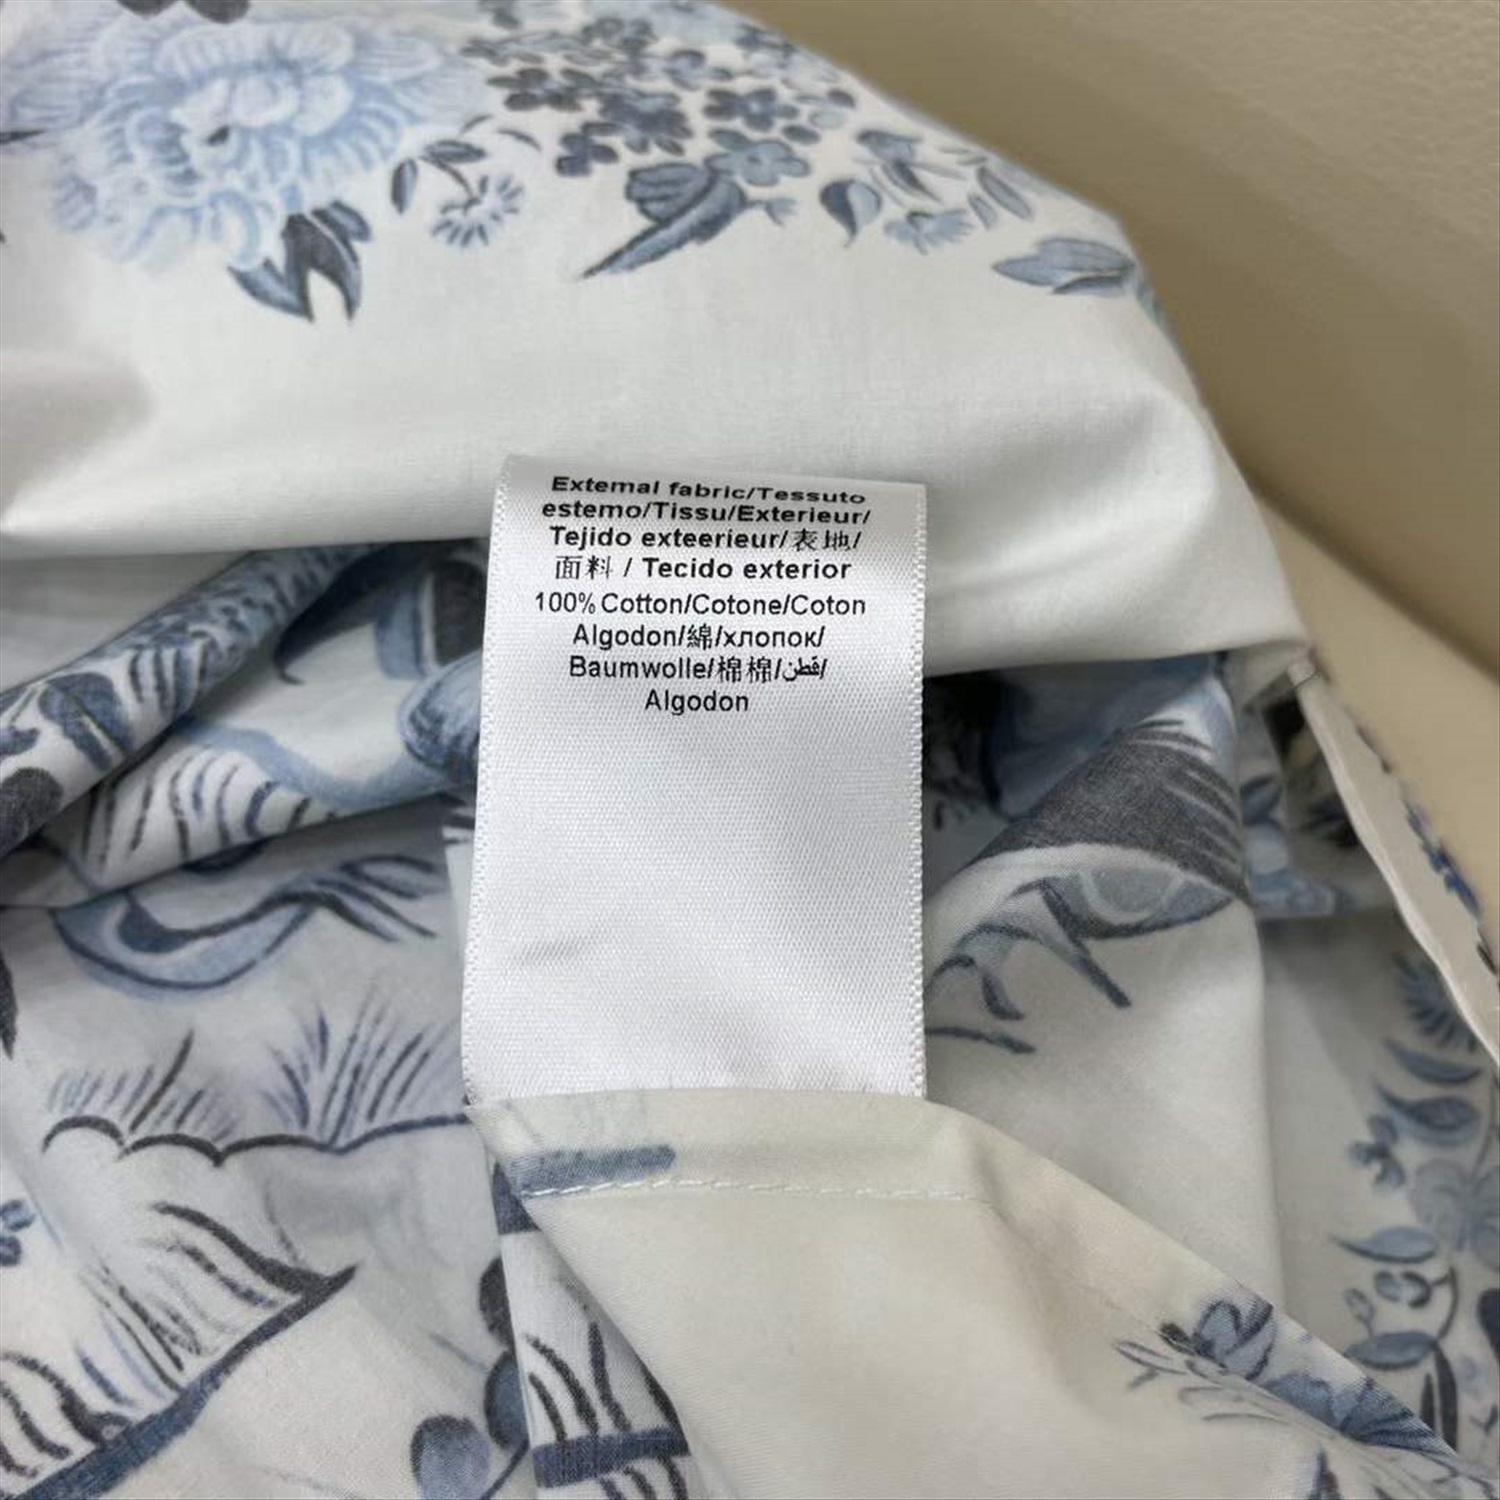 Extemal fabric/Tessuto
estemo/Tissu/Exterieur/
Tejido exteerieur/表地/
面料 / Tecido exterior
100% Cotton/Cotone/Coton
Algodon/綿/хлопок/
Baumwolle/棉棉/قطن/
Algodon